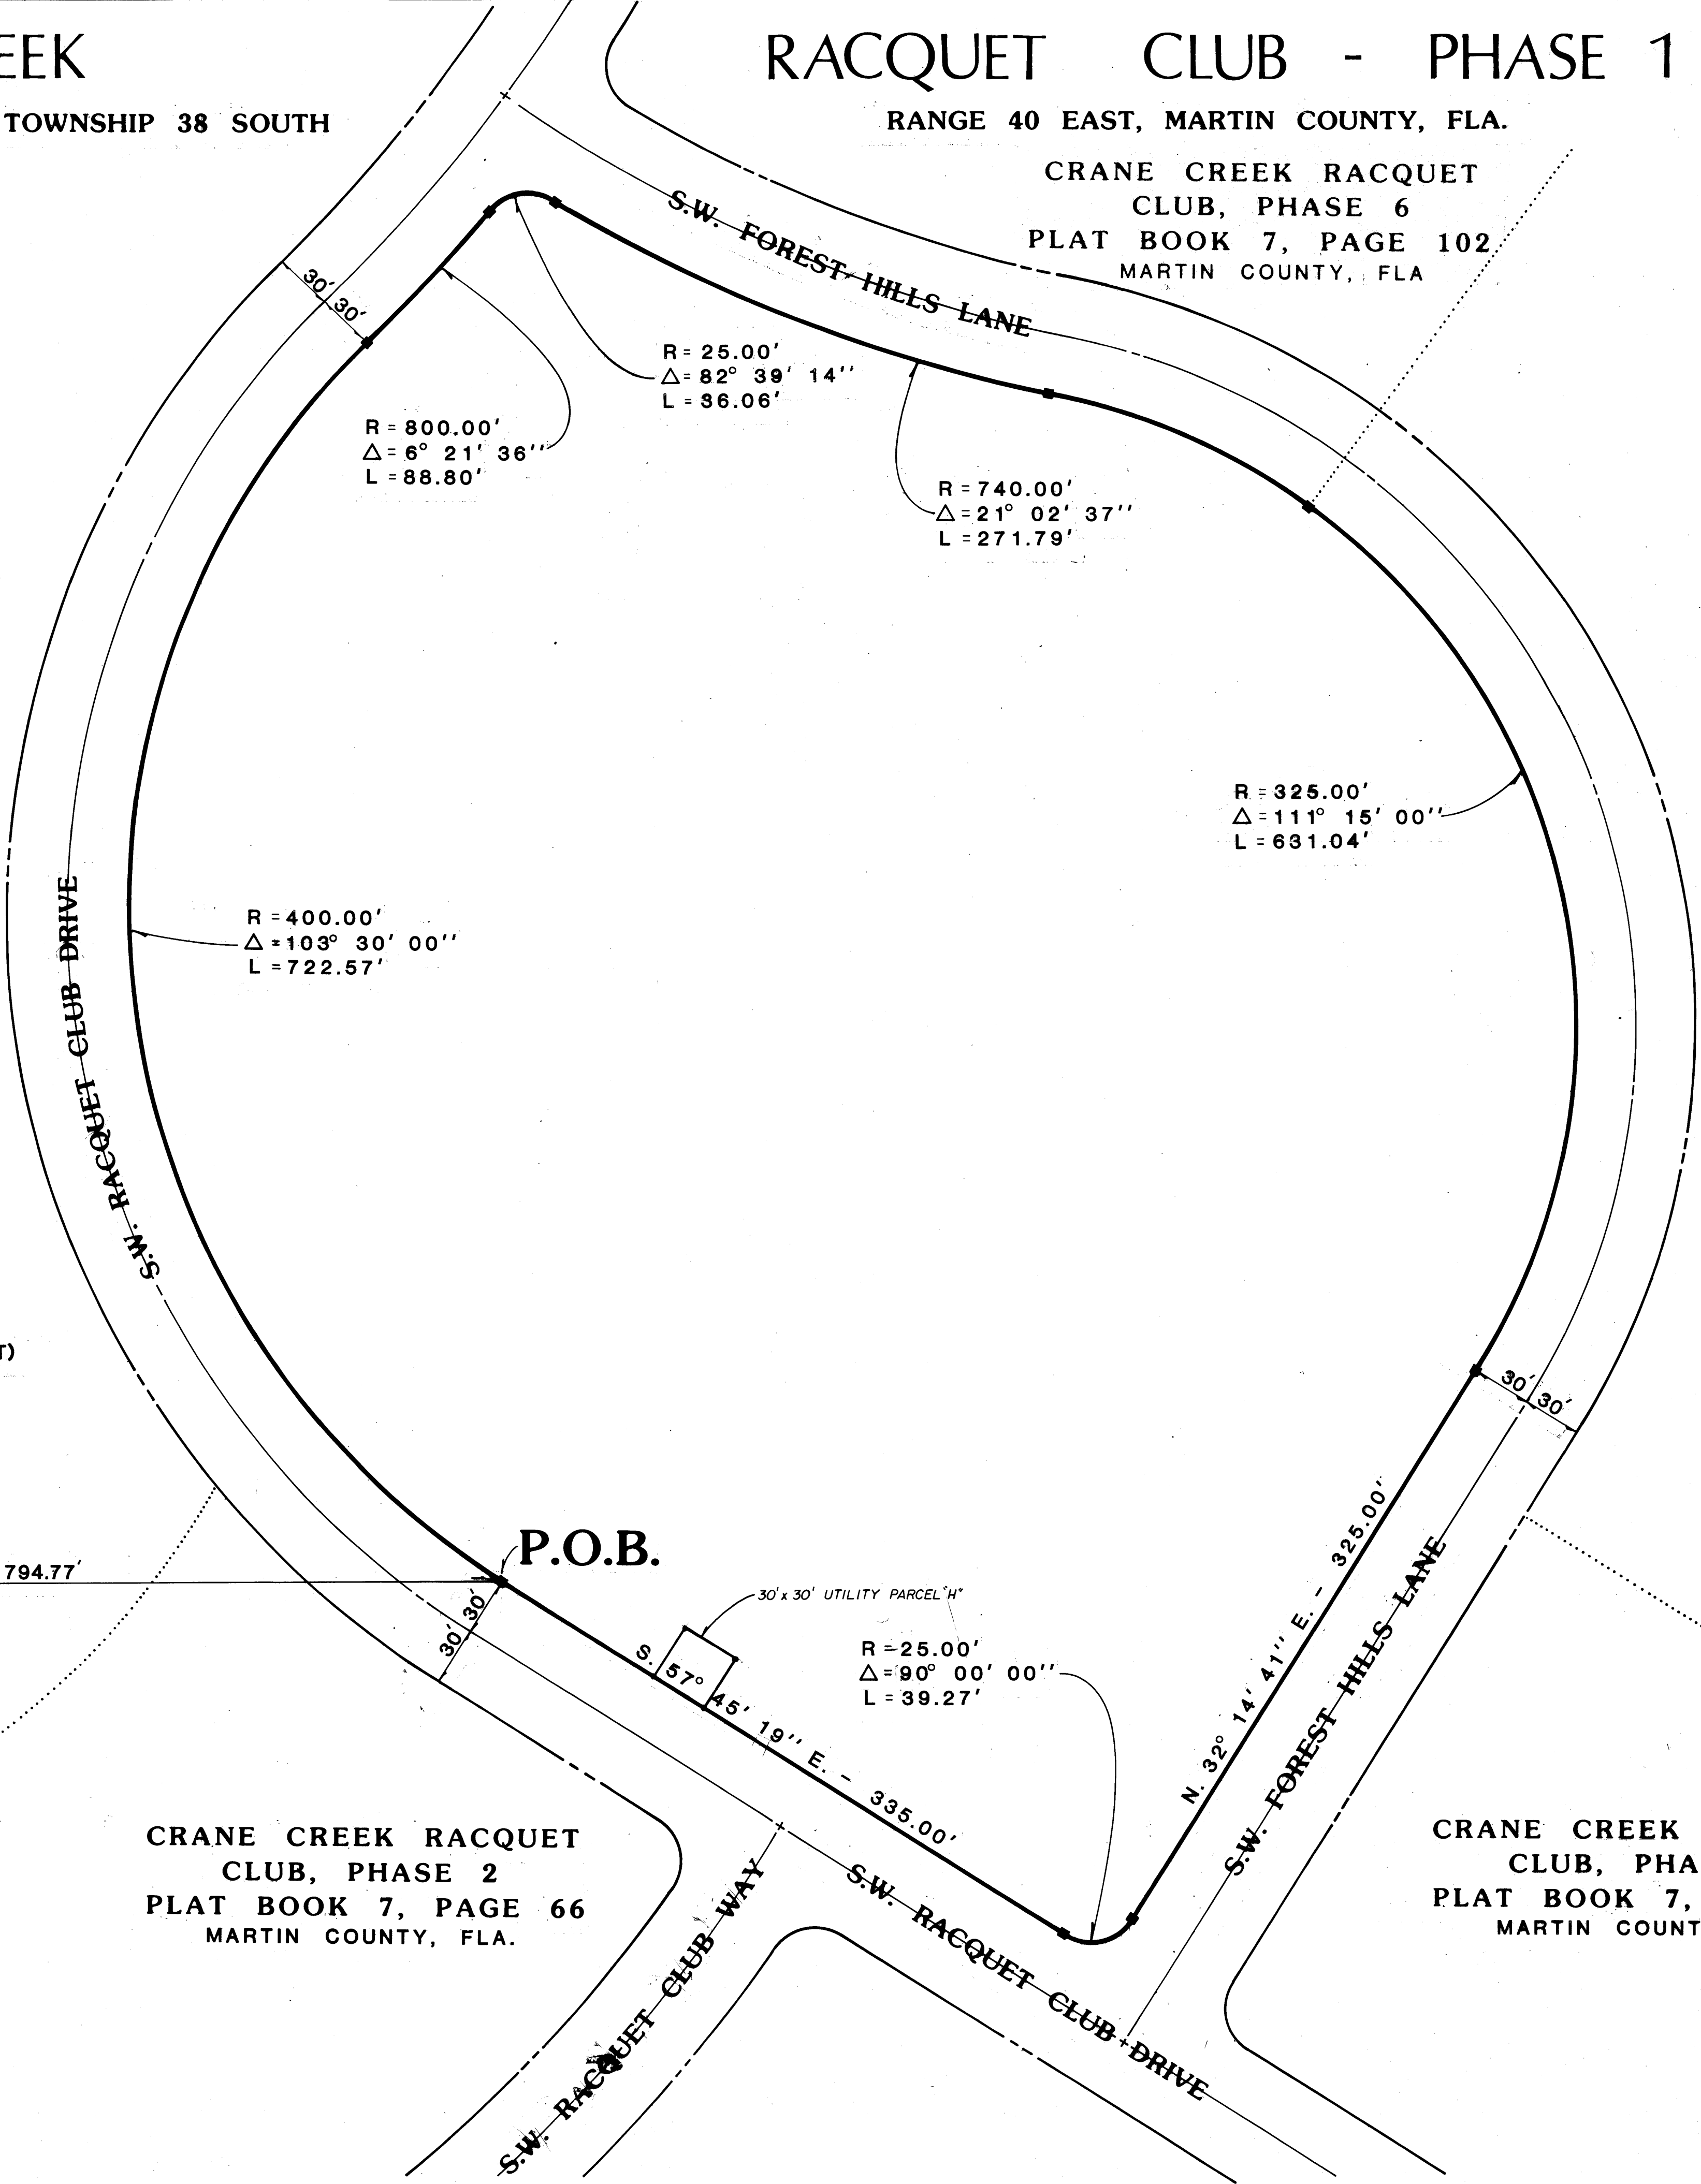 EEK
RACQUET CLUB - PHASE 1
TOWNSHIP 38 SOUTH
RANGE 40 EAST, MARTIN COUNTY, FLA.
CRANE CREEK RACQUET
CLUB, PHASE 6
PLAT BOOK 7, PAGE 102
MARTIN COUNTY, FLA
S.W. FOREST HILLS LANE
30' 30'
R = 25.00'
△ = 82° 39' 14''
L = 36.06'
R = 800.00'
△ = 6° 21' 36''
L = 88.80'
R = 740.00'
△ = 21° 02' 37''
L = 271.79'
R = 325.00'
△ = 111° 15' 00''
L = 631.04'
R = 400.00'
△ = 103° 30' 00''
L = 722.57'
S.W. RACQUET CLUB DRIVE
T)
30' 30'
P.O.B.
794.77'
30' 30'
30' x 30' UTILITY PARCEL "H"
R = 25.00'
△ = 90° 00' 00''
L = 39.27'
S. 57° 45' 19'' E. - 335.00'
N. 32° 14' 41'' E. - 325.00'
S.W. FOREST HILLS LANE
CRANE CREEK RACQUET
CLUB, PHASE 2
PLAT BOOK 7, PAGE 66
MARTIN COUNTY, FLA.
CRANE CREEK
CLUB, PHA
PLAT BOOK 7,
MARTIN COUNT
S.W. RACQUET CLUB WAY
S.W. RACQUET CLUB DRIVE